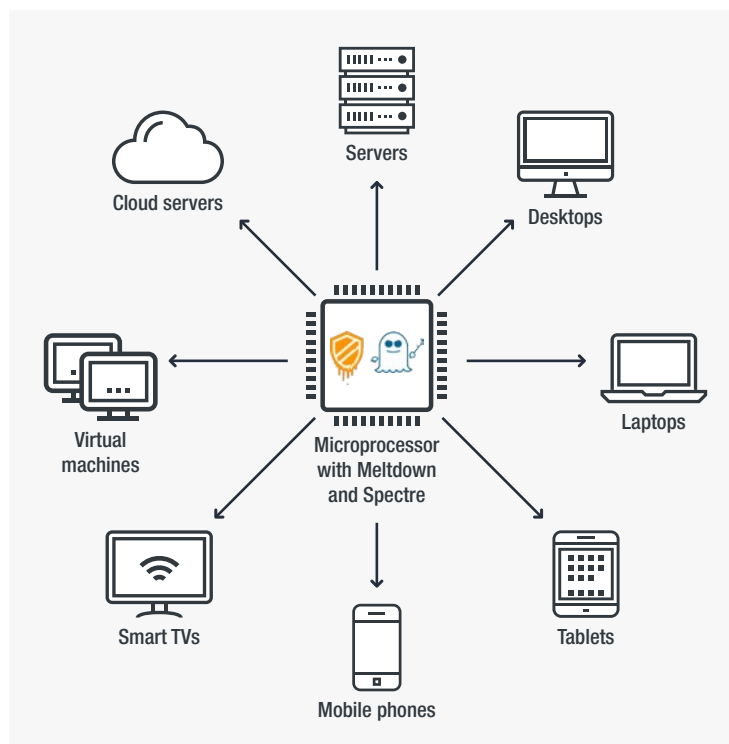 Servers
Cloud servers
Desktops
Virtual
machines
Microprocessor
with Meltdown
and Spectre
Laptops
Smart TVs
Mobile phones
Tablets